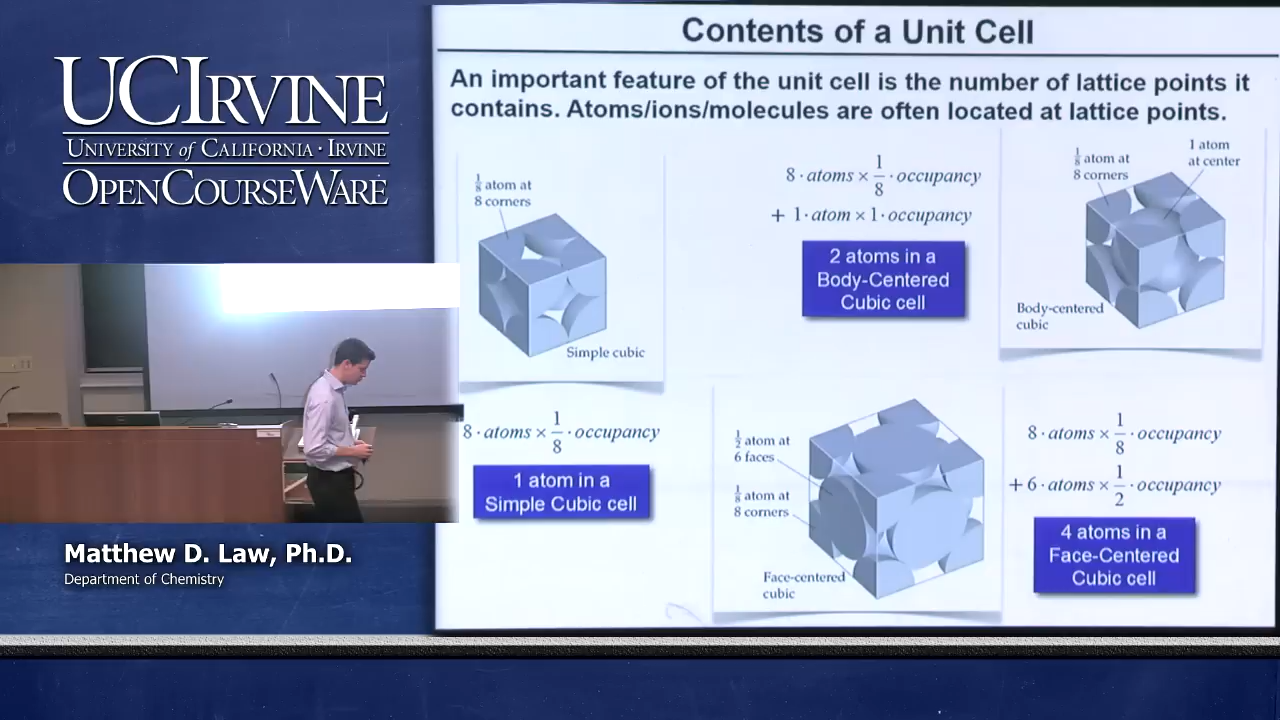 UCIRVINE
UNIVERSITY of CALIFORNIA · IRVINE
OPENCOURSEWARE
Matthew D. Law, Ph.D.
Department of Chemistry
Contents of a Unit Cell
An important feature of the unit cell is the number of lattice points it
contains. Atoms/ions/molecules are often located at lattice points.
1/8 atom at
8 corners
Simple cubic
8 · atoms × 1/8 · occupancy
1 atom in a
Simple Cubic cell
8 · atoms × 1/8 · occupancy
+ 1 · atom × 1 · occupancy
2 atoms in a
Body-Centered
Cubic cell
1/8 atom at
8 corners
1 atom
at center
Body-centered
cubic
1/2 atom at
6 faces
1/8 atom at
8 corners
Face-centered
cubic
8 · atoms × 1/8 · occupancy
+ 6 · atoms × 1/2 · occupancy
4 atoms in a
Face-Centered
Cubic cell